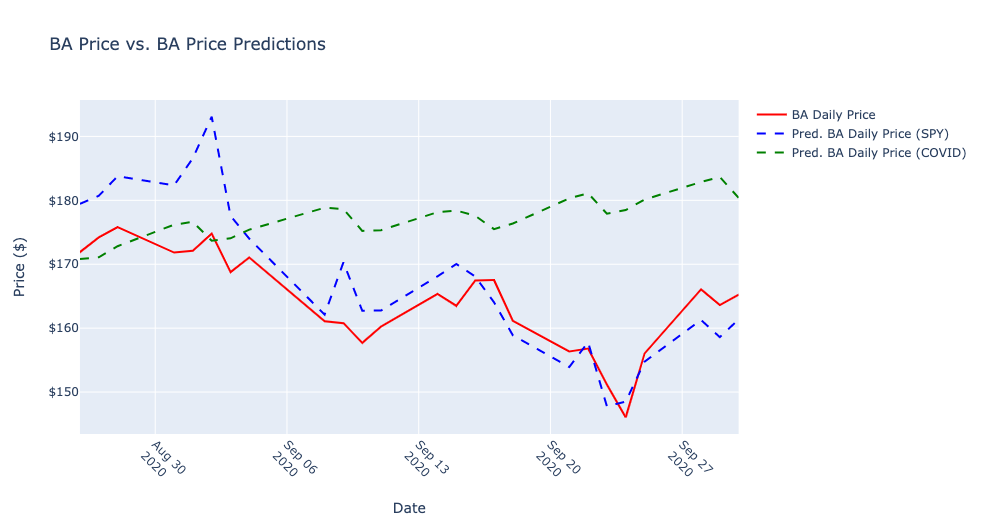 BA Price vs. BA Price Predictions
BA Daily Price
Pred. BA Daily Price (SPY)
Pred. BA Daily Price (COVID)
$190
$180
$170
$160
$150
Price ($)
Aug 30
2020
Sep 06
2020
Sep 13
2020
Sep 20
2020
Sep 27
2020
Date